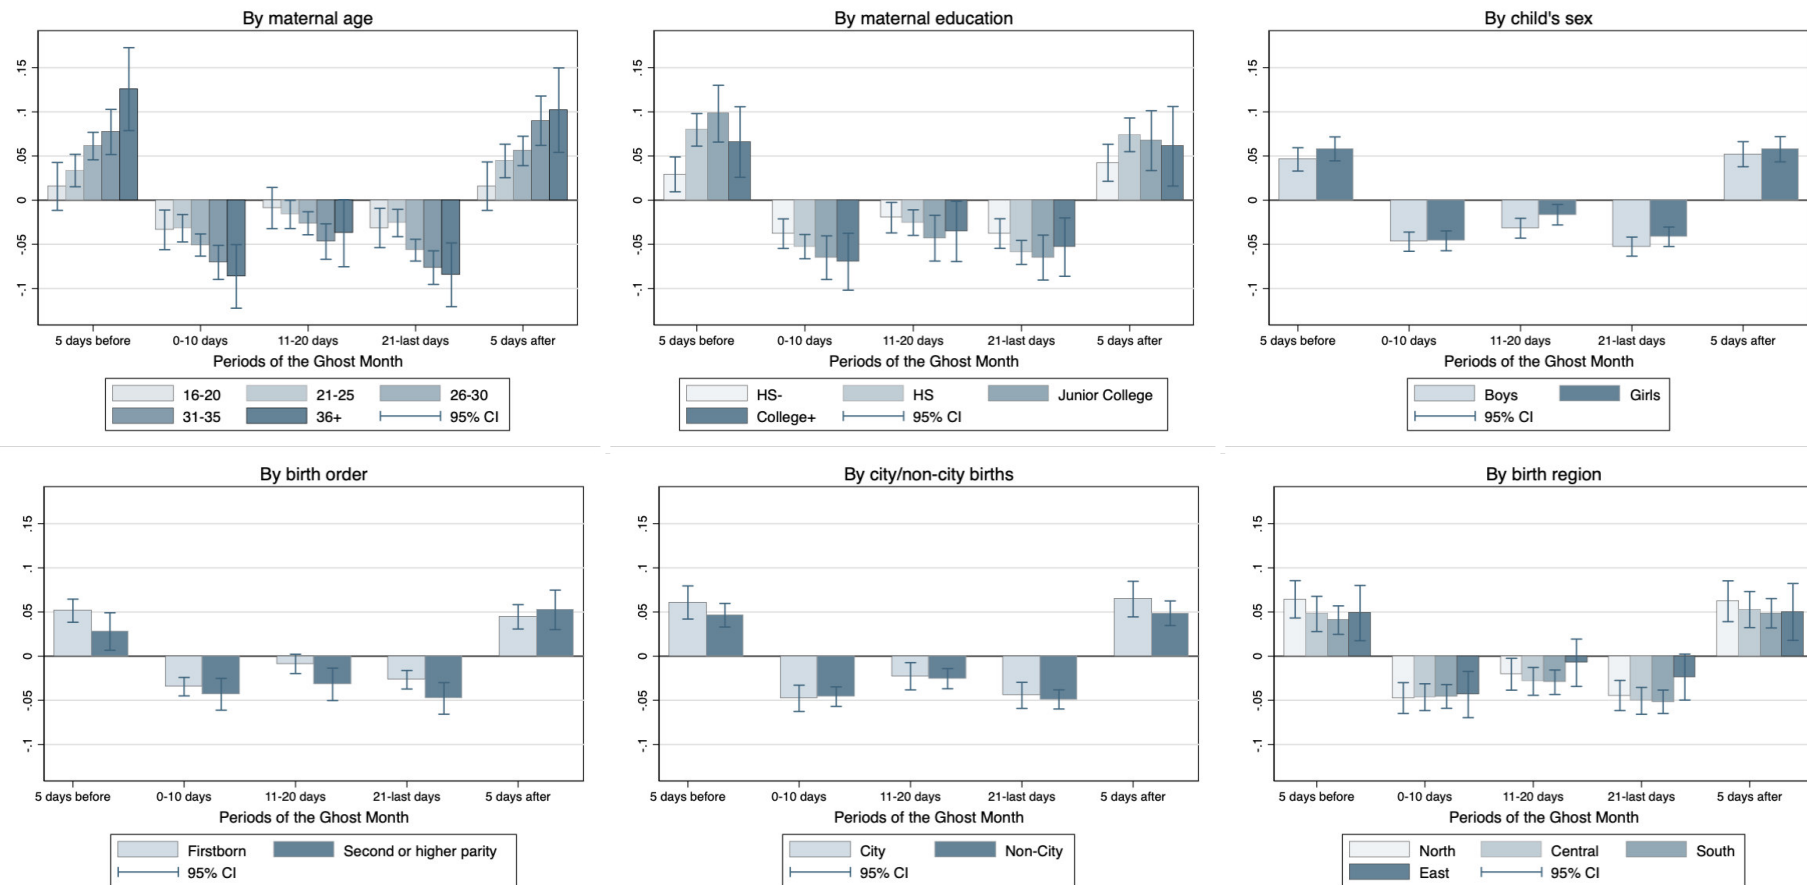 By maternal age
.15
.1
.05
0
-.05
-.1
5 days before 0-10 days 11-20 days 21-last days 5 days after
Periods of the Ghost Month
16-20 21-25 26-30
31-35 36+ 95% CI
By maternal education
.15
.1
.05
0
-.05
-.1
5 days before 0-10 days 11-20 days 21-last days 5 days after
Periods of the Ghost Month
HS- HS Junior College
College+ 95% CI
By child's sex
.15
.1
.05
0
-.05
-.1
5 days before 0-10 days 11-20 days 21-last days 5 days after
Periods of the Ghost Month
Boys Girls
95% CI
By birth order
.15
.1
.05
0
-.05
-.1
5 days before 0-10 days 11-20 days 21-last days 5 days after
Periods of the Ghost Month
Firstborn Second or higher parity
95% CI
By city/non-city births
.15
.1
.05
0
-.05
-.1
5 days before 0-10 days 11-20 days 21-last days 5 days after
Periods of the Ghost Month
City Non-City
95% CI
By birth region
.15
.1
.05
0
-.05
-.1
5 days before 0-10 days 11-20 days 21-last days 5 days after
Periods of the Ghost Month
North Central South
East 95% CI